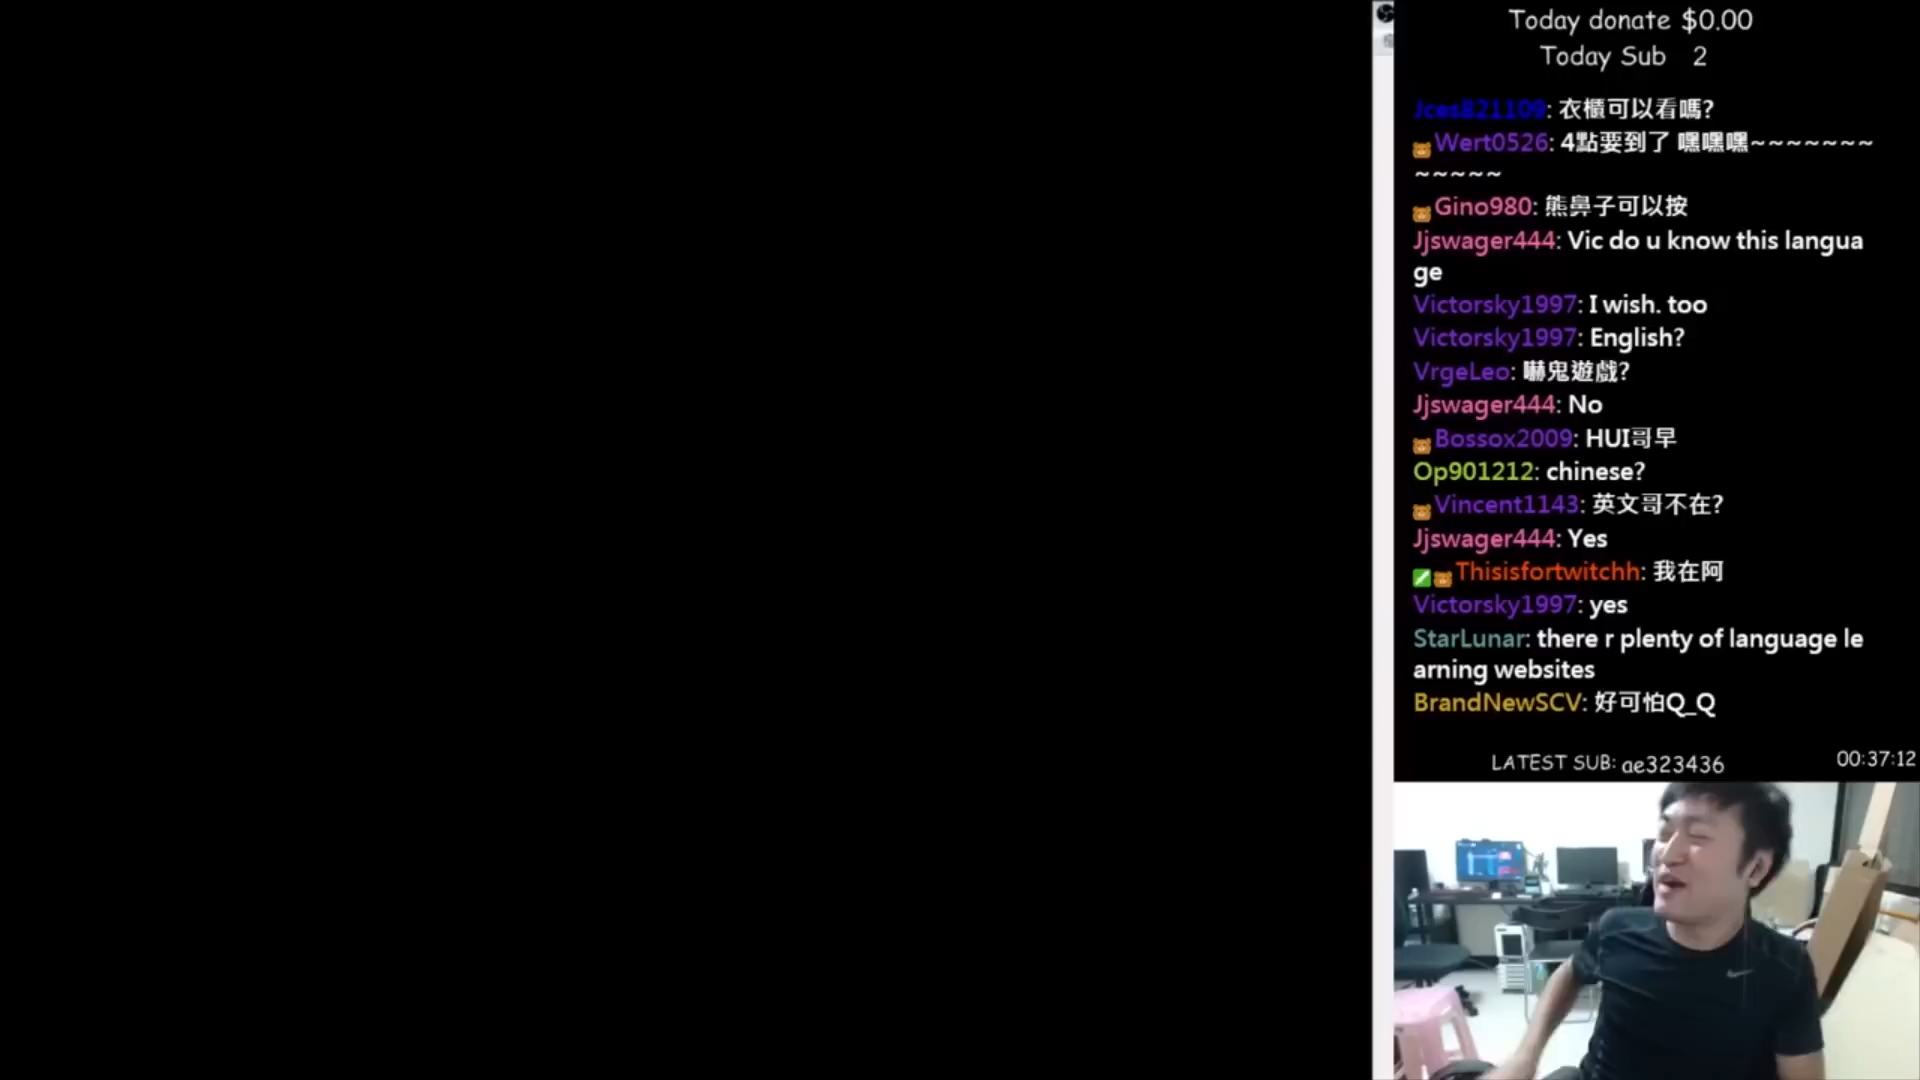 Today donate $0.00
Today Sub 2
Jces821109: 衣櫃可以看嗎?
Wert0526: 4點要到了 嘿嘿嘿~~~~~~~
~~~~~
Gino980: 熊鼻子可以按
Jjswager444: Vic do u know this langua
ge
Victorsky1997: I wish. too
Victorsky1997: English?
VrgeLeo: 嚇鬼遊戲?
Jjswager444: No
Bossox2009: HUI哥早
Op901212: chinese?
Vincent1143: 英文哥不在?
Jjswager444: Yes
Thisisfortwitchh: 我在阿
Victorsky1997: yes
StarLunar: there r plenty of language le
arning websites
BrandNewSCV: 好可怕Q_Q
LATEST SUB: ae323436
00:37:12